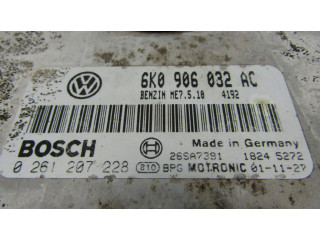 6K0 906 032 AC
BENZIN ME7.5.10 4192
BOSCH
Made in Germany
26SA7391 1824 5272
0 261 207 228 BPG MOTRONIC 01-11-27